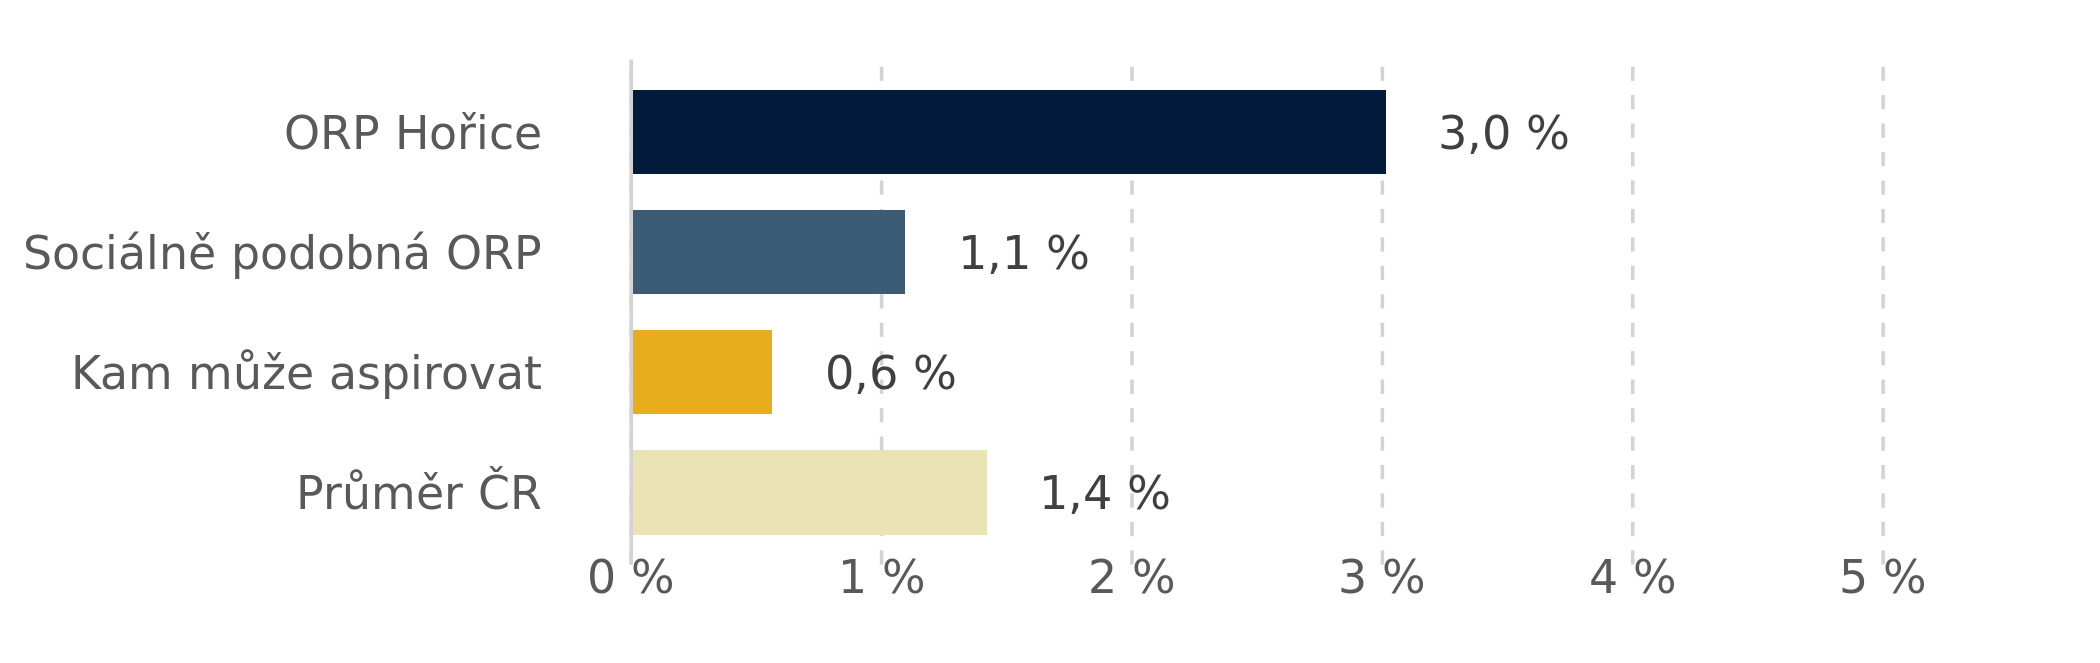 ORP Hořice 3,0 %
Sociálně podobná ORP 1,1 %
Kam může aspirovat 0,6 %
Průměr ČR 1,4 %
0 % 1 % 2 % 3 % 4 % 5 %